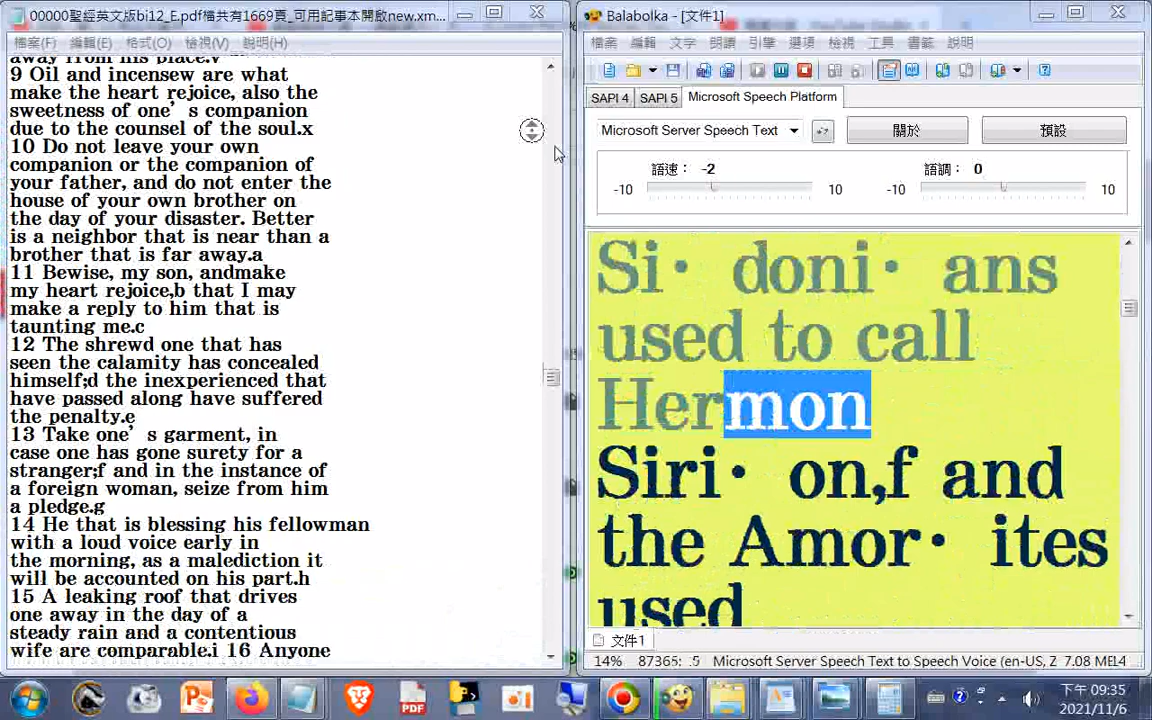 00000聖經英文版bi12_E.pdf檔共有1669頁_可用記事本開啟new.xm...
檔案(F) 編輯(E) 格式(O) 檢視(V) 說明(H)
away from his place.v
9 Oil and incensew are what
make the heart rejoice, also the
sweetness of one’s companion
due to the counsel of the soul.x
10 Do not leave your own
companion or the companion of
your father, and do not enter the
house of your own brother on
the day of your disaster. Better
is a neighbor that is near than a
brother that is far away.a
11 Bewise, my son, andmake
my heart rejoice,b that I may
make a reply to him that is
taunting me.c
12 The shrewd one that has
seen the calamity has concealed
himself;d the inexperienced that
have passed along have suffered
the penalty.e
13 Take one’s garment, in
case one has gone surety for a
stranger;f and in the instance of
a foreign woman, seize from him
a pledge.g
14 He that is blessing his fellowman
with a loud voice early in
the morning, as a malediction it
will be accounted on his part.h
15 A leaking roof that drives
one away in the day of a
steady rain and a contentious
wife are comparable.i 16 Anyone
Balabolka - [文件1]
檔案 編輯 文字 朗讀 引擎 選項 檢視 工具 書籤 說明
SAPI 4 SAPI 5 Microsoft Speech Platform
Microsoft Server Speech Text 關於 預設
語速： -2 語調： 0
-10 10 -10 10
Si· doni· ans
used to call
Hermon
Siri· on,f and
the Amor· ites
used
文件1
14% 87365: Microsoft Server Speech Text to Speech Voice (en-US, Z 7.08 ME
下午 09:35
2021/11/6